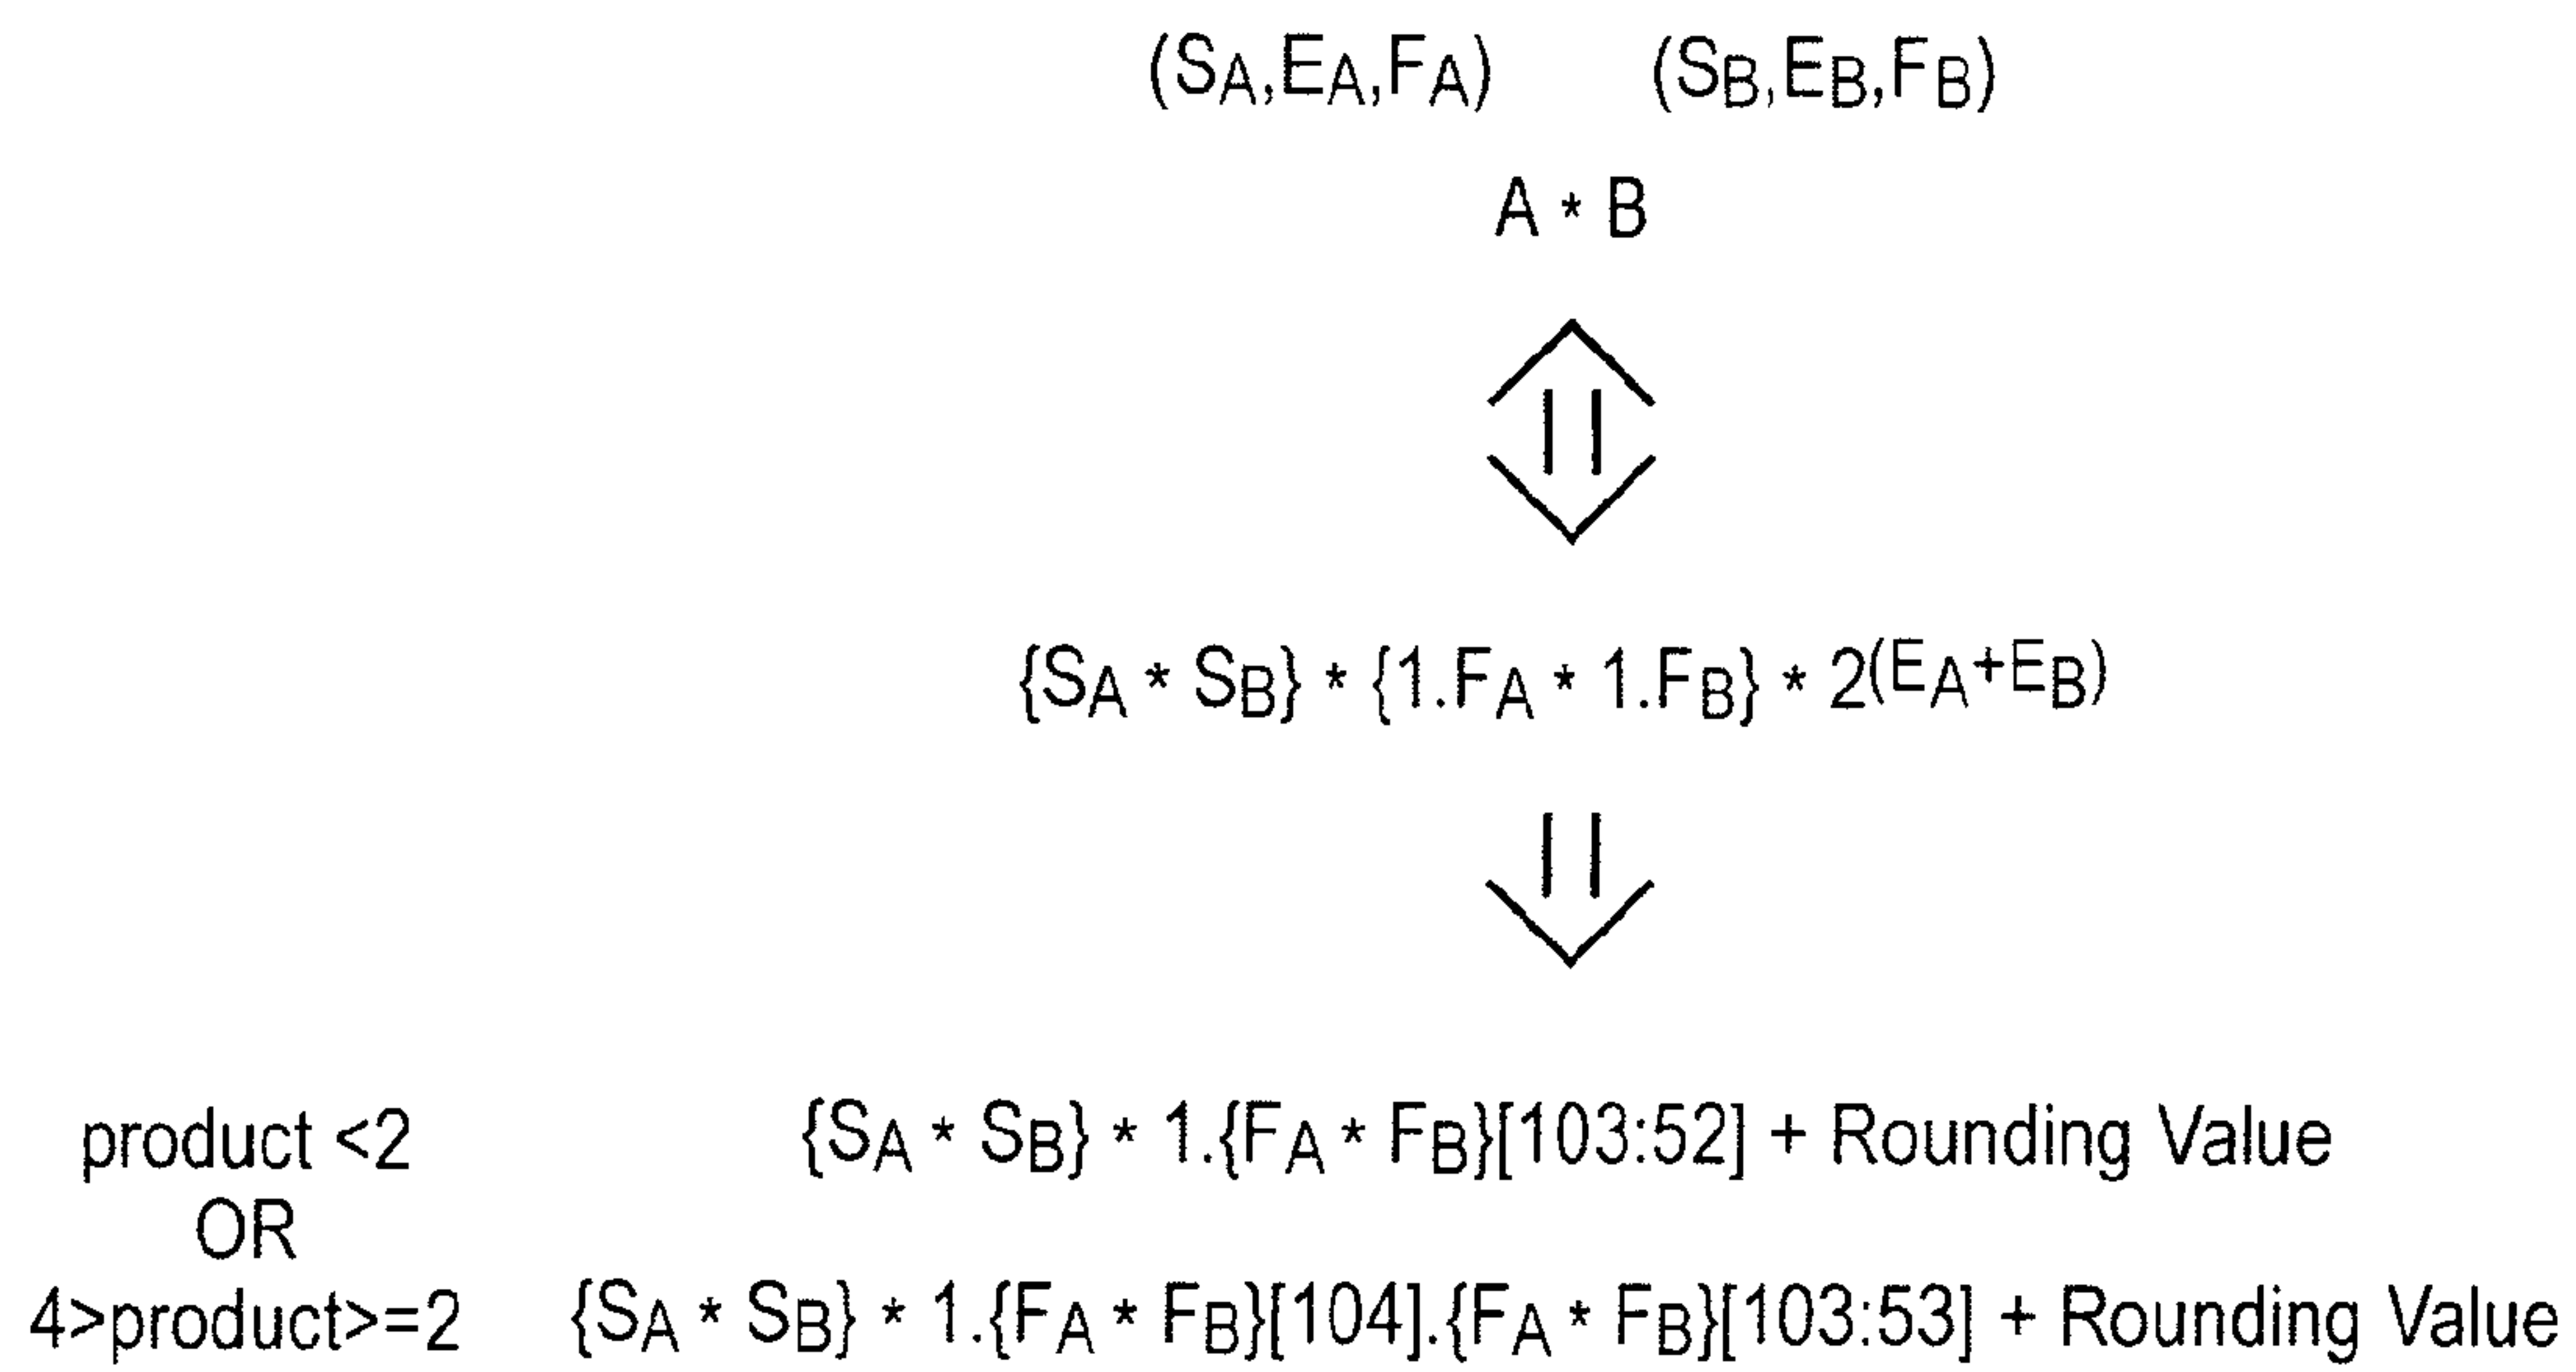 (SA,EA,FA) (SB,EB,FB)
A * B
{SA * SB} * {1.FA * 1.FB} * 2(EA+EB)
product <2 {SA * SB} * 1.{FA * FB}[103:52] + Rounding Value
OR
4>product>=2 {SA * SB} * 1.{FA * FB}[104].{FA * FB}[103:53] + Rounding Value